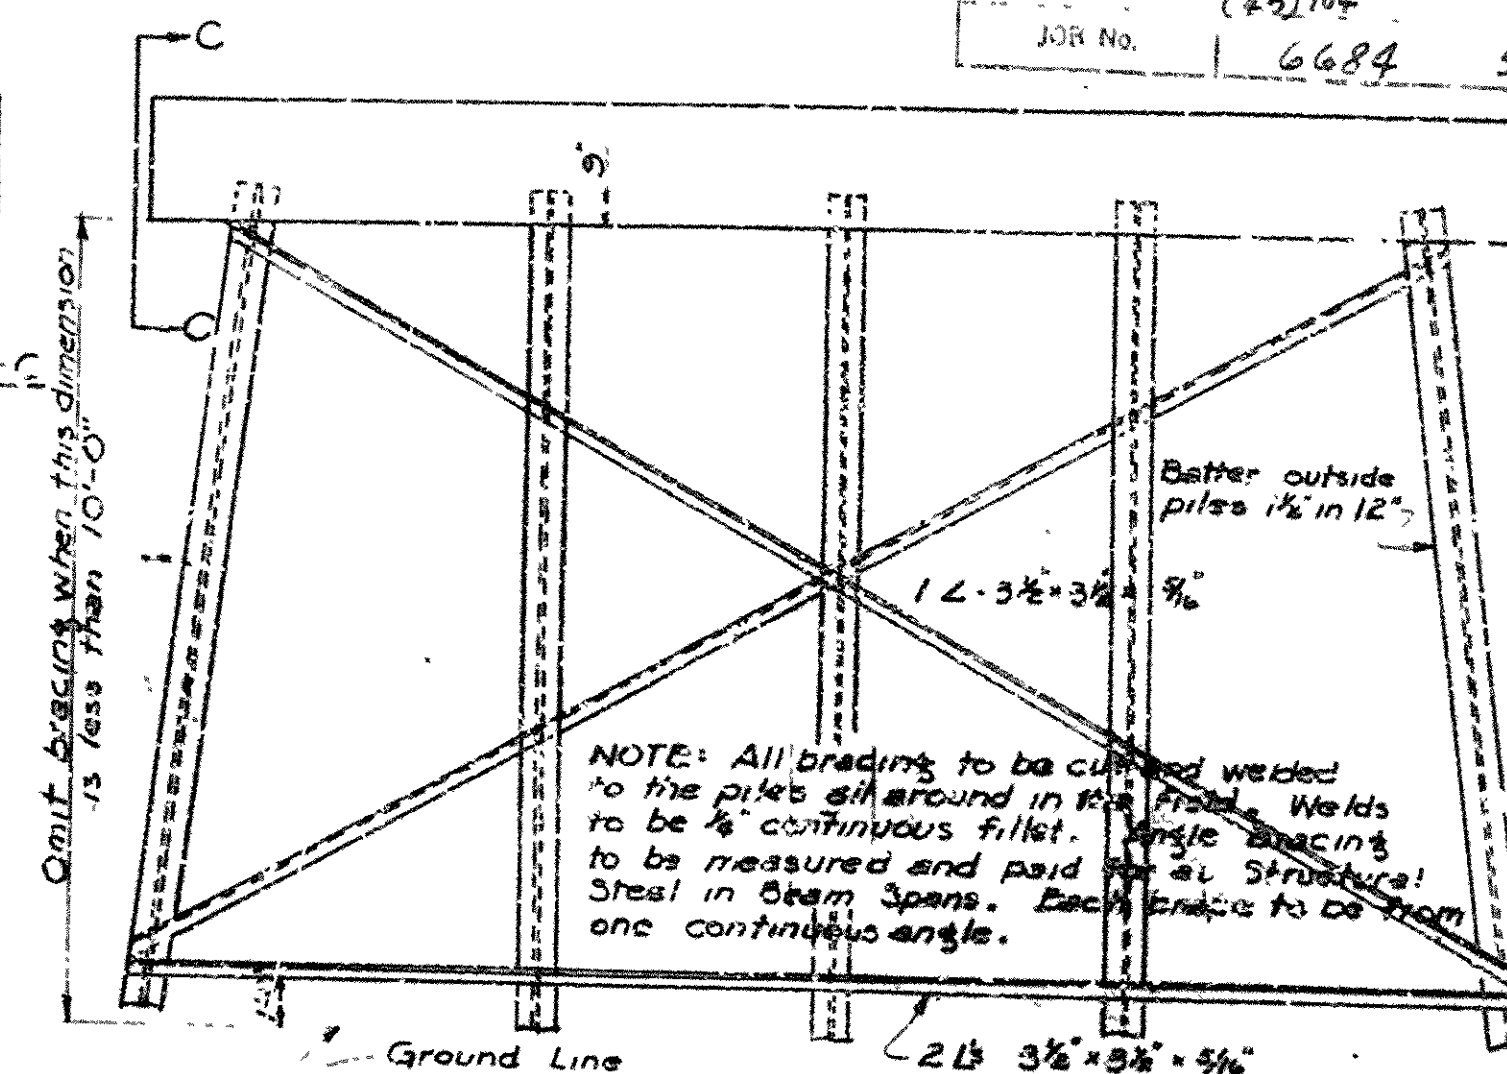 JOB No.
6684
C
9"
C
Omit bracing when this dimension
is less than 10'-0"
Batter outside
piles 1½" in 12"
1 ∠ - 3½" × 3½" × 5/16"
NOTE: All bracing to be cut and welded
to the piles all around in the field. Welds
to be ¼" continuous fillet. Angle Bracing
to be measured and paid for as Structural
Steel in Beam Spans. Each brace to be from
one continuous angle.
Ground Line
2 Ls 3½" × 3½" × 5/16"